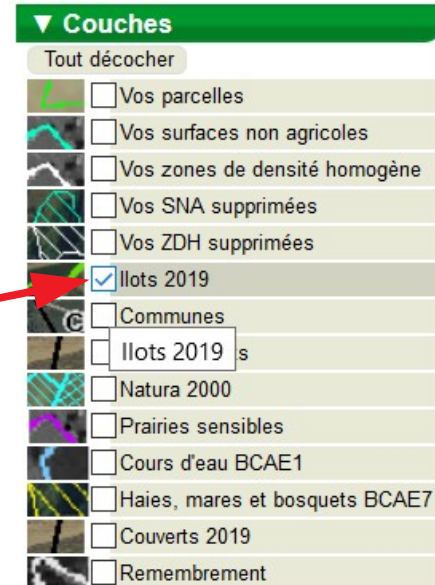 ▼ Couches
Tout décocher
Vos parcelles
Vos surfaces non agricoles
Vos zones de densité homogène
Vos SNA supprimées
Vos ZDH supprimées
Ilots 2019
C Communes
Ilots 2019 s
Natura 2000
Prairies sensibles
Cours d'eau BCAE1
Haies, mares et bosquets BCAE7
Couverts 2019
Remembrement